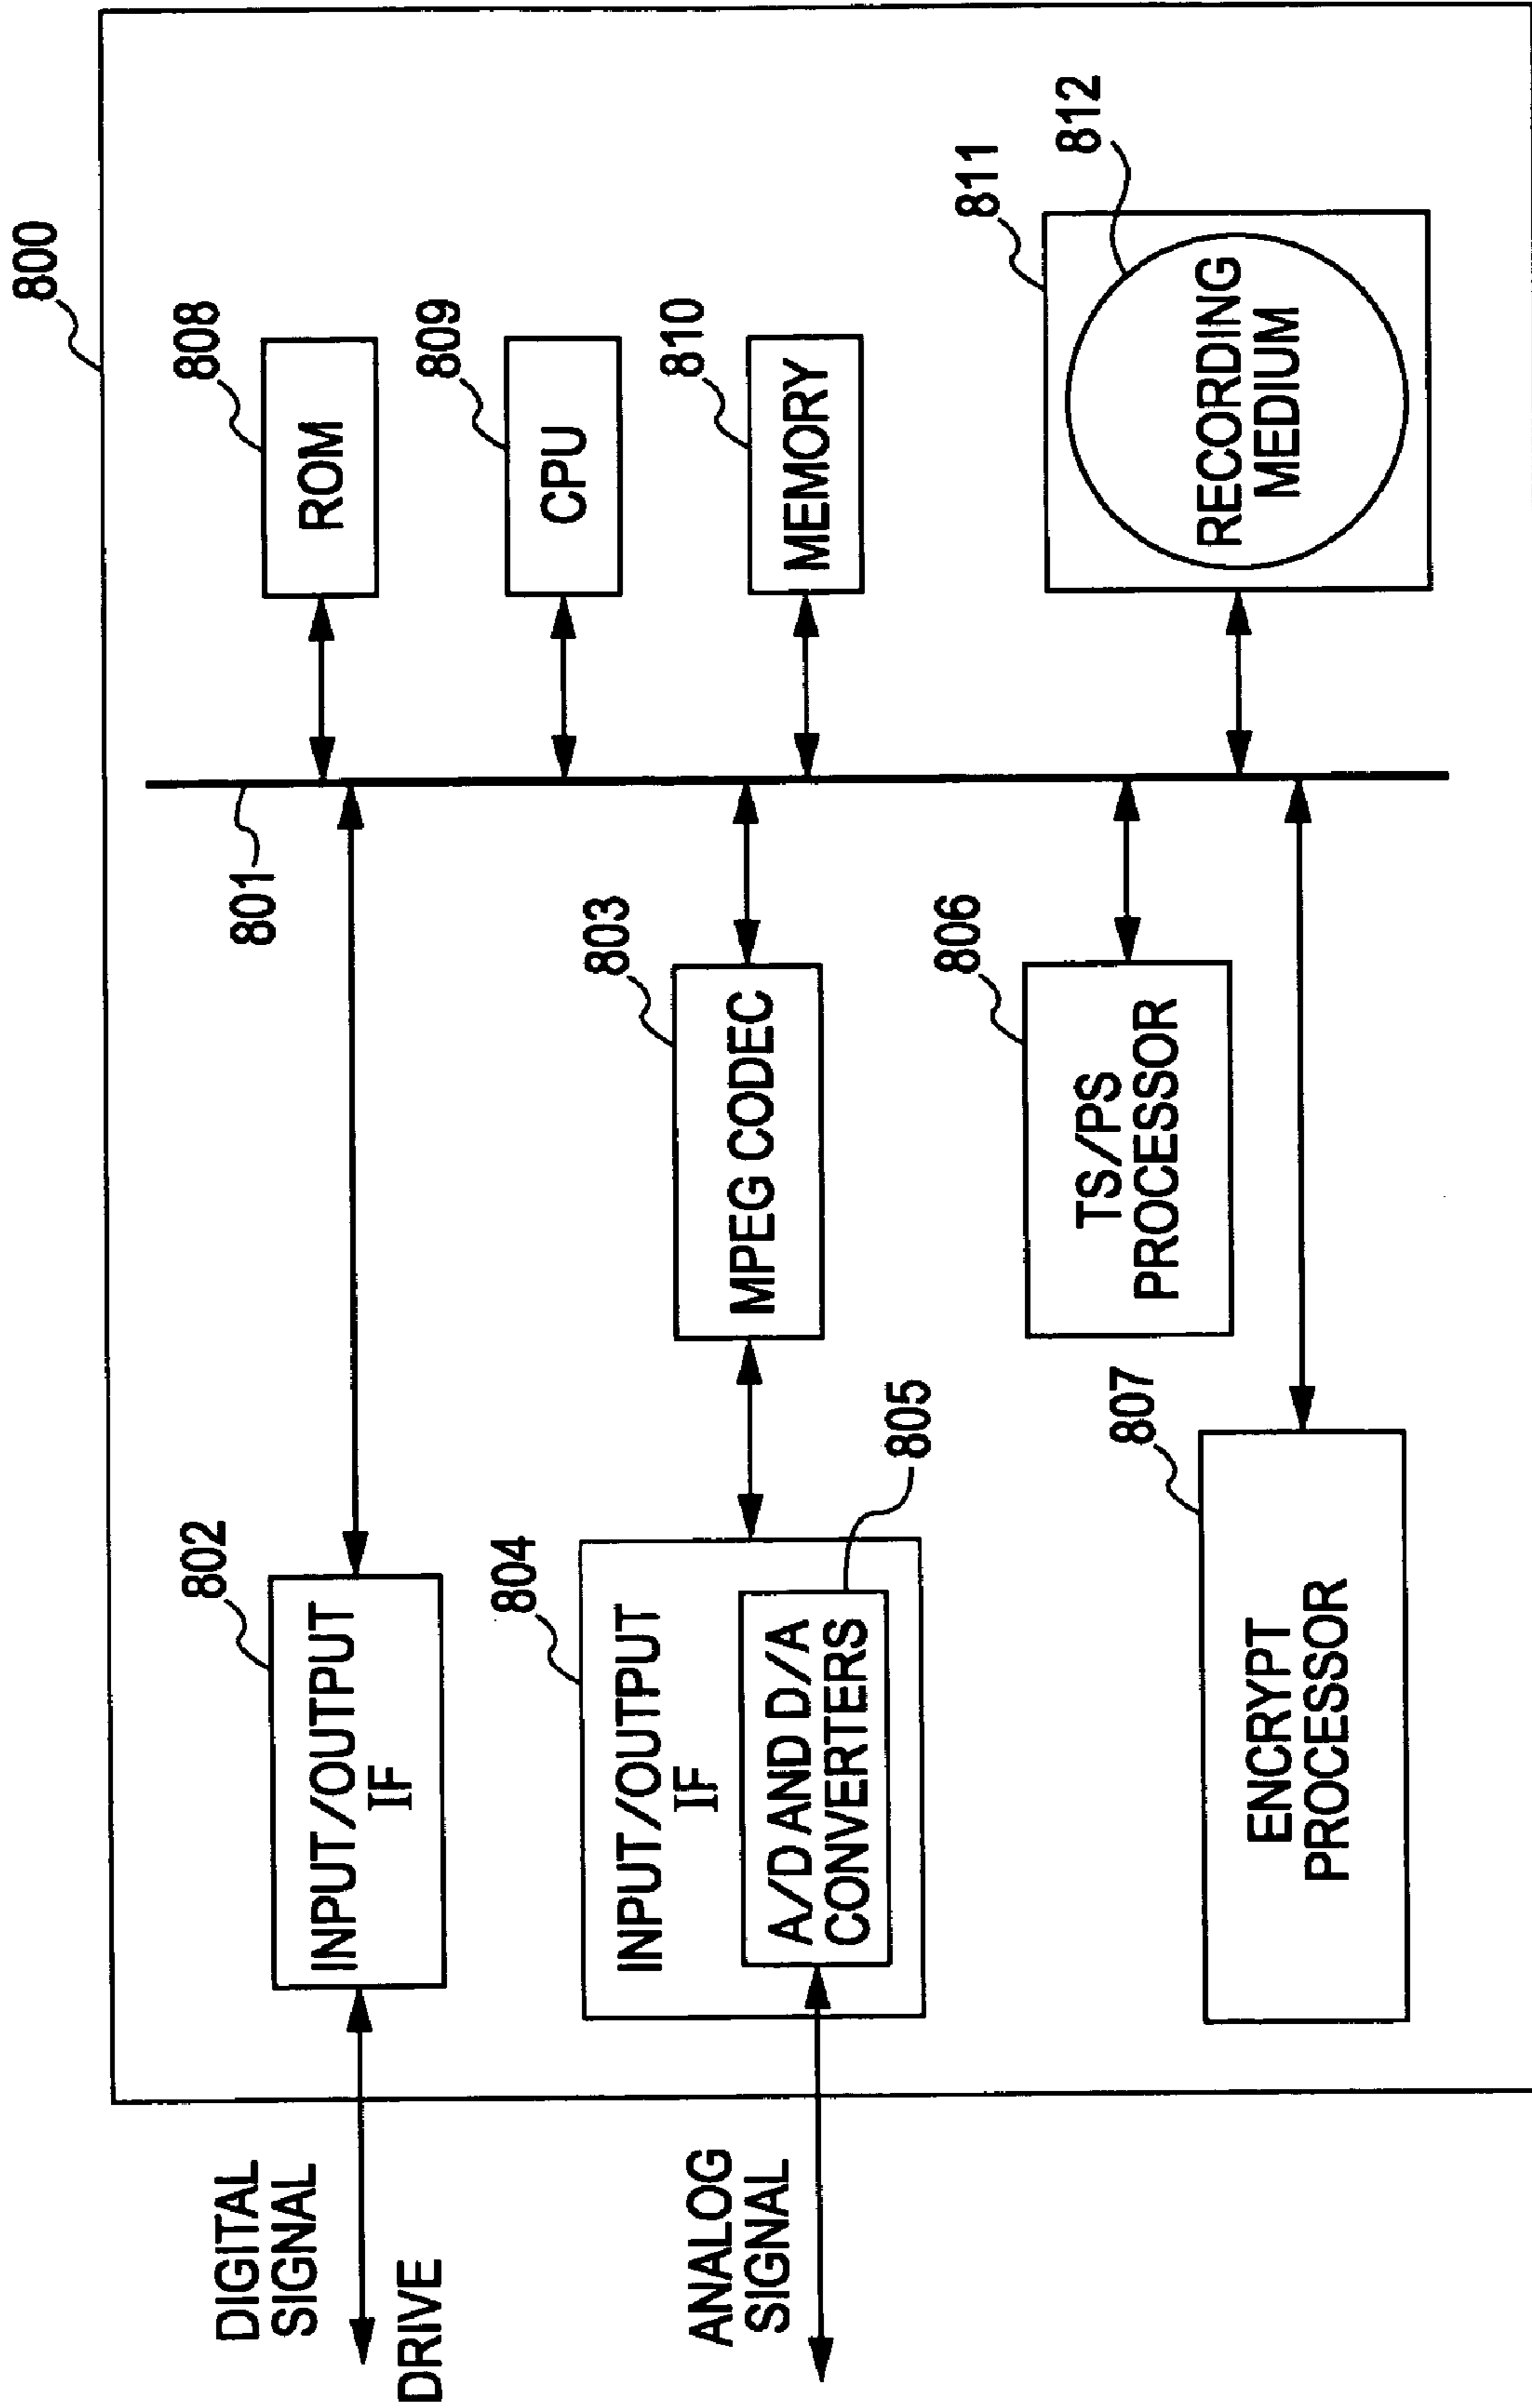 800
DIGITAL
SIGNAL
DRIVE
802
INPUT/OUTPUT
IF
801
808
ROM
804
INPUT/OUTPUT
IF
A/D AND D/A
CONVERTERS
805
ANALOG
SIGNAL
803
MPEG CODEC
809
CPU
810
MEMORY
806
TS/PS
PROCESSOR
807
ENCRYPT
PROCESSOR
811
812
RECORDING
MEDIUM